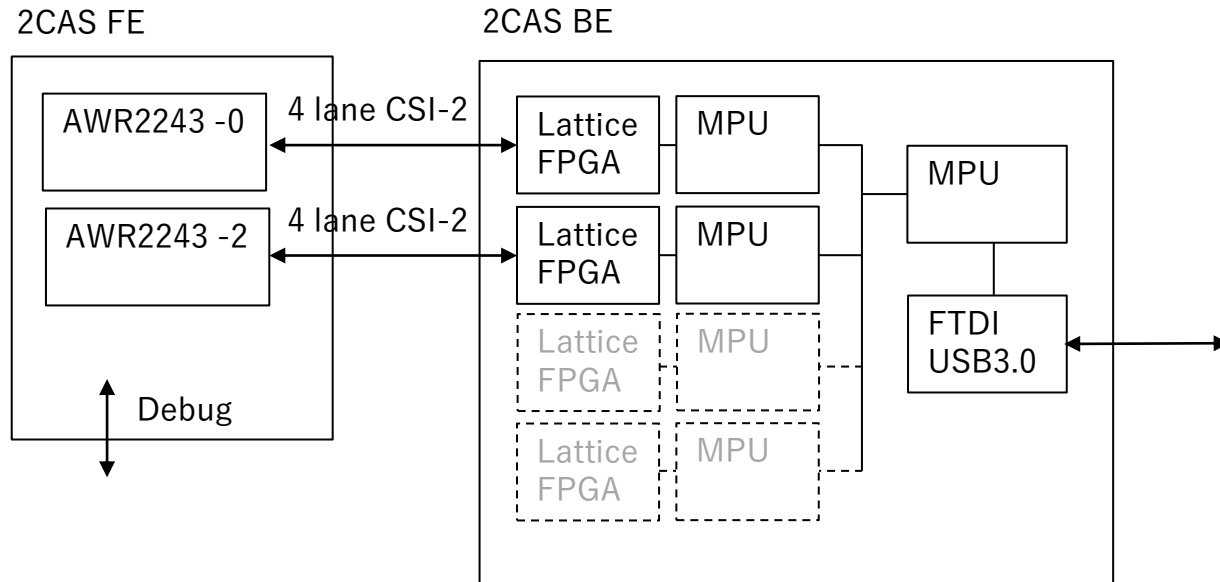 2CAS FE
2CAS BE
AWR2243 -0
4 lane CSI-2
Lattice
FPGA
MPU
MPU
AWR2243 -2
4 lane CSI-2
Lattice
FPGA
MPU
FTDI
USB3.0
Lattice
FPGA
MPU
Debug
Lattice
FPGA
MPU